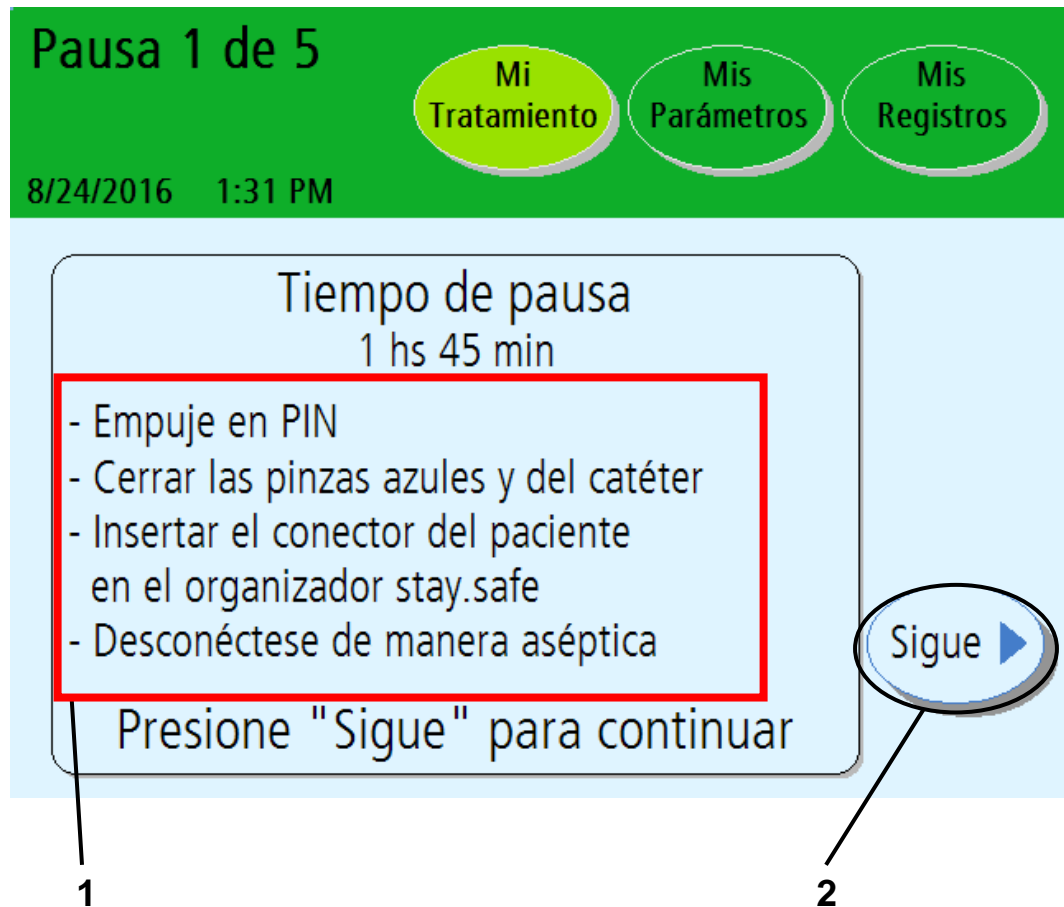 Pausa 1 de 5
Mi
Tratamiento
Mis
Parámetros
Mis
Registros
8/24/2016 1:31 PM
Tiempo de pausa
1 hs 45 min
- Empuje en PIN
- Cerrar las pinzas azules y del catéter
- Insertar el conector del paciente
en el organizador stay.safe
- Desconéctese de manera aséptica
Sigue
Presione "Sigue" para continuar
1
2